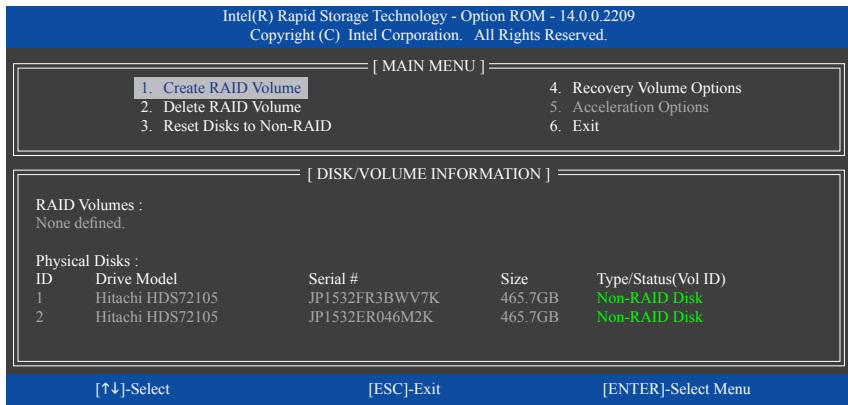 Intel(R) Rapid Storage Technology - Option ROM - 14.0.0.2209
Copyright (C) Intel Corporation. All Rights Reserved.
[ MAIN MENU ]
1. Create RAID Volume
2. Delete RAID Volume
3. Reset Disks to Non-RAID
4. Recovery Volume Options
5. Acceleration Options
6. Exit
[ DISK/VOLUME INFORMATION ]
RAID Volumes :
None defined.
Physical Disks :
ID Drive Model Serial # Size Type/Status(Vol ID)
1 Hitachi HDS72105 JP1532FR3BWV7K 465.7GB Non-RAID Disk
2 Hitachi HDS72105 JP1532ER046M2K 465.7GB Non-RAID Disk
[↑↓]-Select [ESC]-Exit [ENTER]-Select Menu